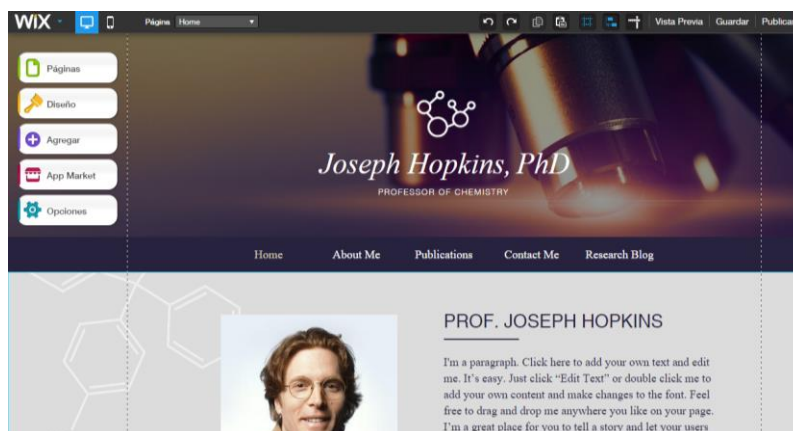 WiX
Página Home
Vista Previa Guardar Publicar
Páginas
Diseño
Agregar
App Market
Opciones
Joseph Hopkins, PhD
PROFESSOR OF CHEMISTRY
Home About Me Publications Contact Me Research Blog
PROF. JOSEPH HOPKINS
I'm a paragraph. Click here to add your own text and edit
me. It's easy. Just click “Edit Text” or double click me to
add your own content and make changes to the font. Feel
free to drag and drop me anywhere you like on your page.
I'm a great place for you to tell a story and let your users